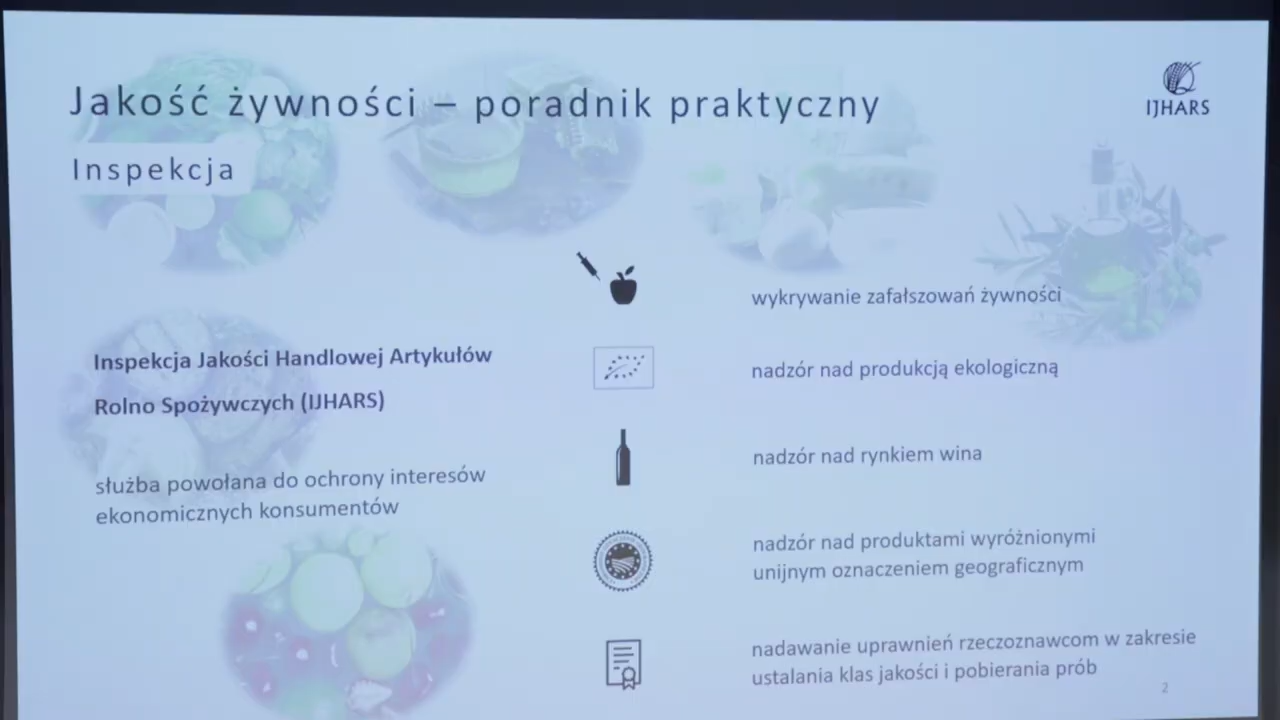 Jakość żywności – poradnik praktyczny
IJHARS
Inspekcja
Inspekcja Jakości Handlowej Artykułów
Rolno Spożywczych (IJHARS)
służba powołana do ochrony interesów
ekonomicznych konsumentów
wykrywanie zafałszowań żywności
nadzór nad produkcją ekologiczną
nadzór nad rynkiem wina
nadzór nad produktami wyróżnionymi
unijnym oznaczeniem geograficznym
nadawanie uprawnień rzeczoznawcom w zakresie
ustalania klas jakości i pobierania prób
2